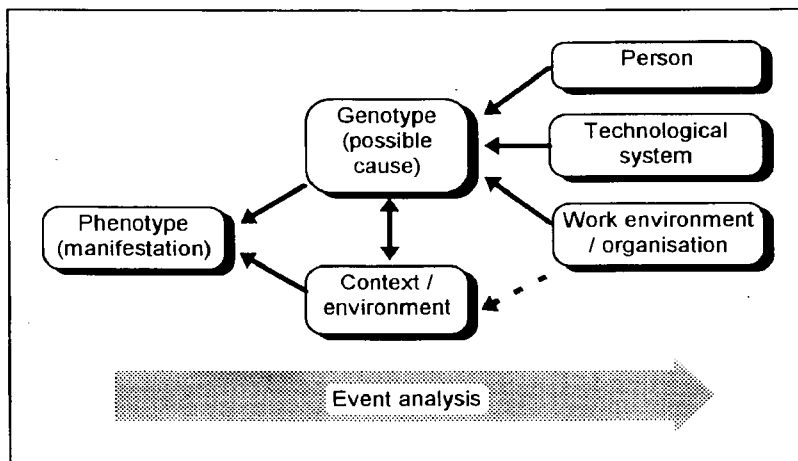 Person
Genotype
(possible
cause)
Technological
system
Phenotype
(manifestation)
Work environment
/ organisation
Context /
environment
Event analysis